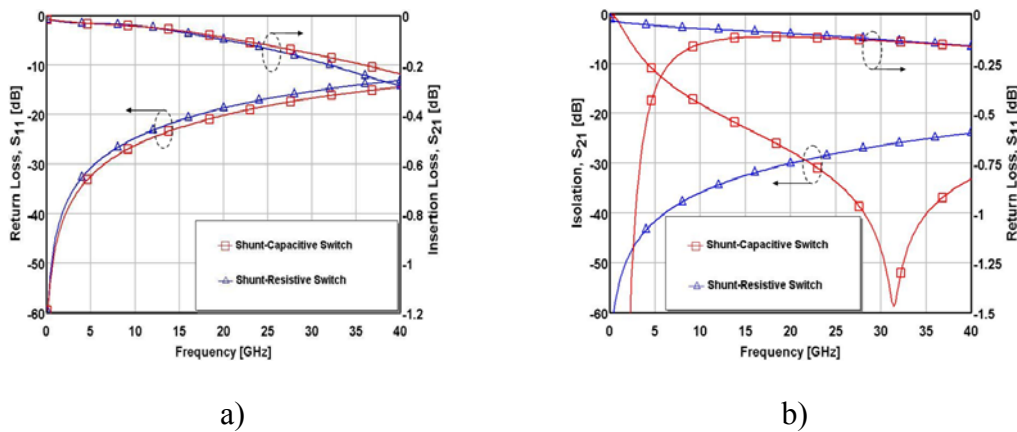 Return Loss, S11 [dB]
0
-10
-20
-30
-40
-50
-60
0 5 10 15 20 25 30 35 40
Frequency [GHz]
0
-0.2
-0.4
-0.6
-0.8
-1
-1.2
Insertion Loss, S21 [dB]
Shunt-Capacitive Switch
Shunt-Resistive Switch
a)
Isolation, S21 [dB]
0
-10
-20
-30
-40
-50
-60
0 5 10 15 20 25 30 35 40
Frequency [GHz]
0
-0.25
-0.5
-0.75
-1
-1.25
-1.5
Return Loss, S11 [dB]
Shunt-Capacitive Switch
Shunt-Resistive Switch
b)